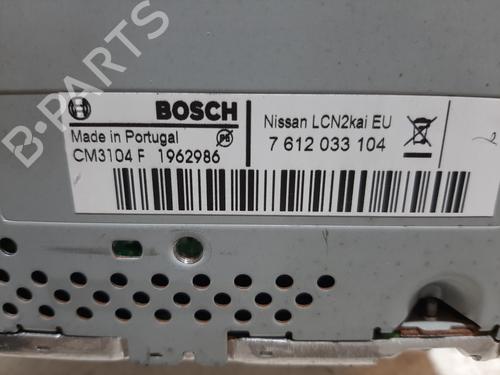 BOSCH
Made in Portugal
CM3104 F 1962986
Nissan LCN2kai EU
7 612 033 104
B-PARTS